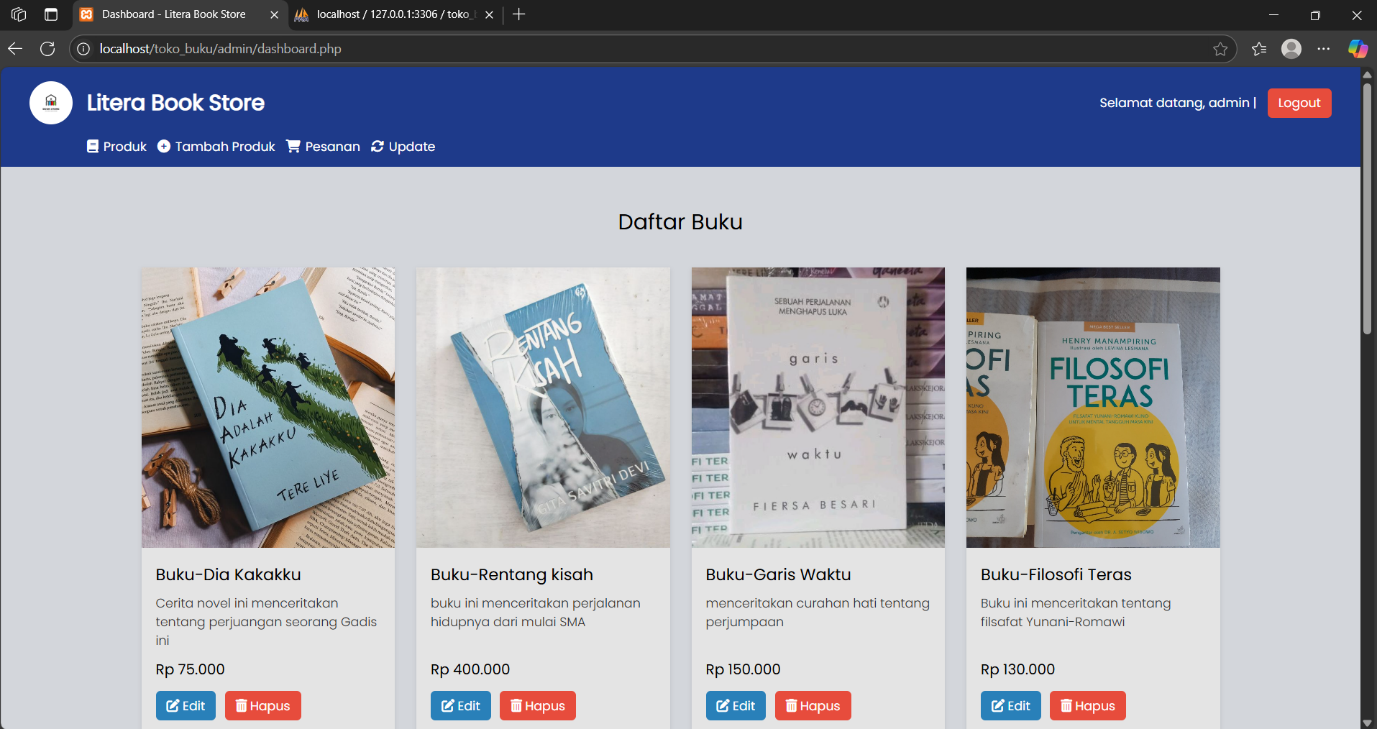 Dashboard - Litera Book Store
localhost / 127.0.0.1:3306 / toko_
localhost/toko_buku/admin/dashboard.php
Litera Book Store
Selamat datang, admin |
Logout
Produk
Tambah Produk
Pesanan
Update
Daftar Buku
DIA
ADALAH
KAKAKKU
TERE LIYE
RENTANG
KISAH
GITA SAVITRI DEVI
SEBUAH PERJALANAN
MENGHAPUS LUKA
garis
waktu
FIERSA BESARI
HENRY MANAMPIRING
FILOSOFI
TERAS
Buku-Dia Kakakku
Cerita novel ini menceritakan
tentang perjuangan seorang Gadis
ini
Rp 75.000
Edit
Hapus
Buku-Rentang kisah
buku ini menceritakan perjalanan
hidupnya dari mulai SMA
Rp 400.000
Edit
Hapus
Buku-Garis Waktu
menceritakan curahan hati tentang
perjumpaan
Rp 150.000
Edit
Hapus
Buku-Filosofi Teras
Buku ini menceritakan tentang
filsafat Yunani-Romawi
Rp 130.000
Edit
Hapus